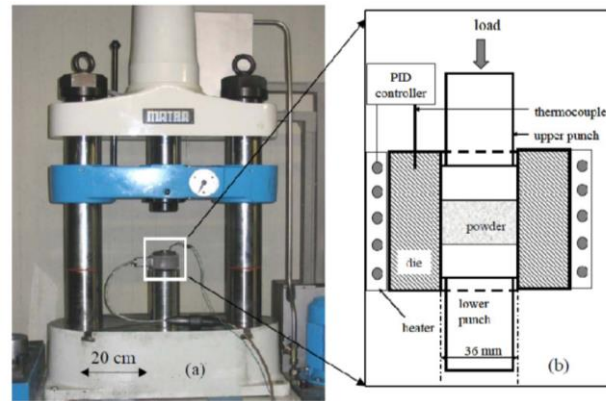 MATRA
20 cm
(a)
load
PID
controller
thermocouple
upper punch
powder
die
lower
punch
heater
36 mm
(b)